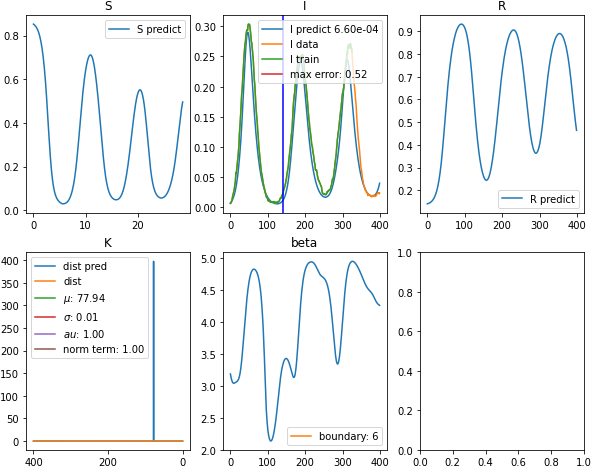 S
I
R
S predict
I predict 6.60e-04
I data
I train
max error: 0.52
R predict
0.8
0.6
0.4
0.2
0.0
0 10 20
0.30
0.25
0.20
0.15
0.10
0.05
0.00
0 100 200 300 400
0.9
0.8
0.7
0.6
0.5
0.4
0.3
0.2
0 100 200 300 400
K
beta
dist pred
dist
μ: 77.94
σ: 0.01
au: 1.00
norm term: 1.00
boundary: 6
400
350
300
250
200
150
100
50
0
400 200 0
5.0
4.5
4.0
3.5
3.0
2.5
2.0
0 100 200 300 400
1.0
0.8
0.6
0.4
0.2
0.0
0.0 0.2 0.4 0.6 0.8 1.0